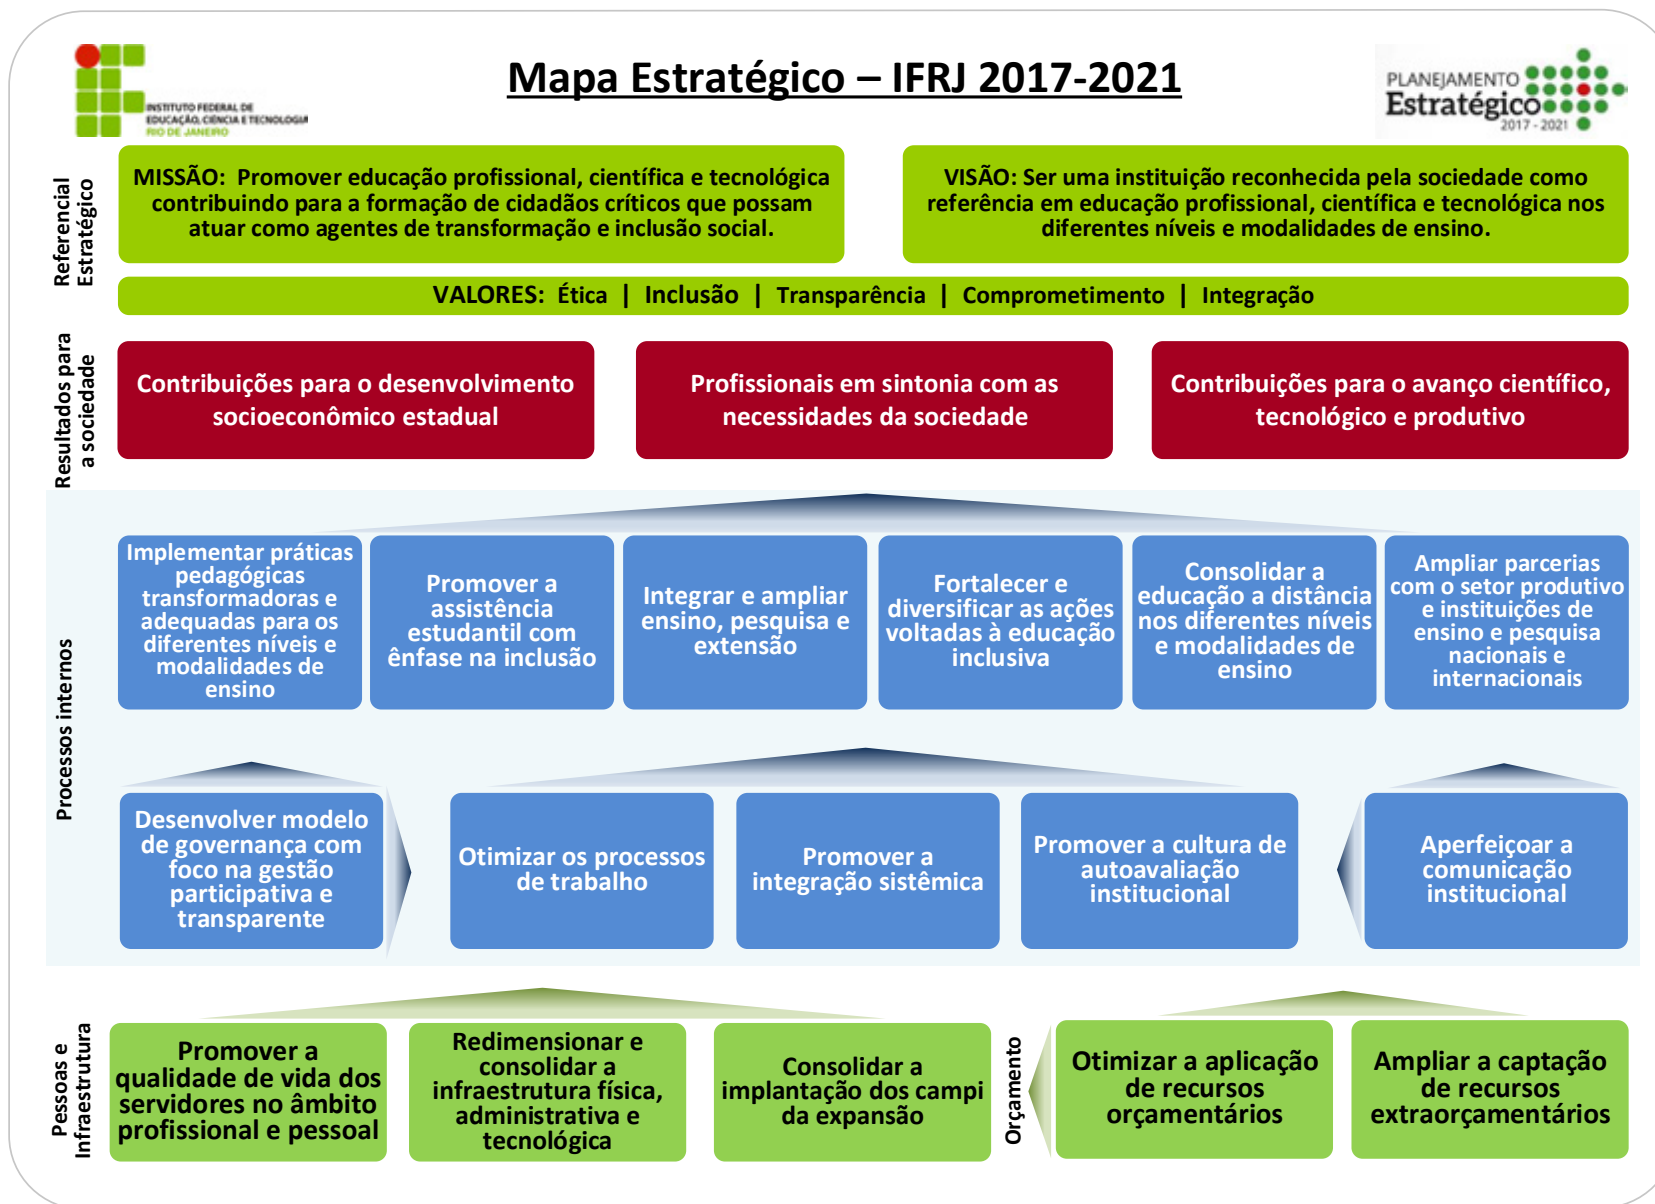 INSTITUTO FEDERAL DE
EDUCAÇÃO, CIÊNCIA E TECNOLOGIA
RIO DE JANEIRO
Mapa Estratégico – IFRJ 2017-2021
PLANEJAMENTO
Estratégico
2017 - 2021
Referencial
Estratégico
MISSÃO: Promover educação profissional, científica e tecnológica
contribuindo para a formação de cidadãos críticos que possam
atuar como agentes de transformação e inclusão social.
VISÃO: Ser uma instituição reconhecida pela sociedade como
referência em educação profissional, científica e tecnológica nos
diferentes níveis e modalidades de ensino.
VALORES: Ética | Inclusão | Transparência | Comprometimento | Integração
Resultados para
a sociedade
Contribuições para o desenvolvimento
socioeconômico estadual
Profissionais em sintonia com as
necessidades da sociedade
Contribuições para o avanço científico,
tecnológico e produtivo
Processos internos
Implementar práticas
pedagógicas
transformadoras e
adequadas para os
diferentes níveis e
modalidades de
ensino
Promover a
assistência
estudantil com
ênfase na inclusão
Integrar e ampliar
ensino, pesquisa e
extensão
Fortalecer e
diversificar as ações
voltadas à educação
inclusiva
Consolidar a
educação a distância
nos diferentes níveis
e modalidades de
ensino
Ampliar parcerias
com o setor produtivo
e instituições de
ensino e pesquisa
nacionais e
internacionais
Desenvolver modelo
de governança com
foco na gestão
participativa e
transparente
Otimizar os processos
de trabalho
Promover a
integração sistêmica
Promover a cultura de
autoavaliação
institucional
Aperfeiçoar a
comunicação
institucional
Pessoas e
Infraestrutura
Promover a
qualidade de vida dos
servidores no âmbito
profissional e pessoal
Redimensionar e
consolidar a
infraestrutura física,
administrativa e
tecnológica
Consolidar a
implantação dos campi
da expansão
Orçamento
Otimizar a aplicação
de recursos
orçamentários
Ampliar a captação
de recursos
extraorçamentários